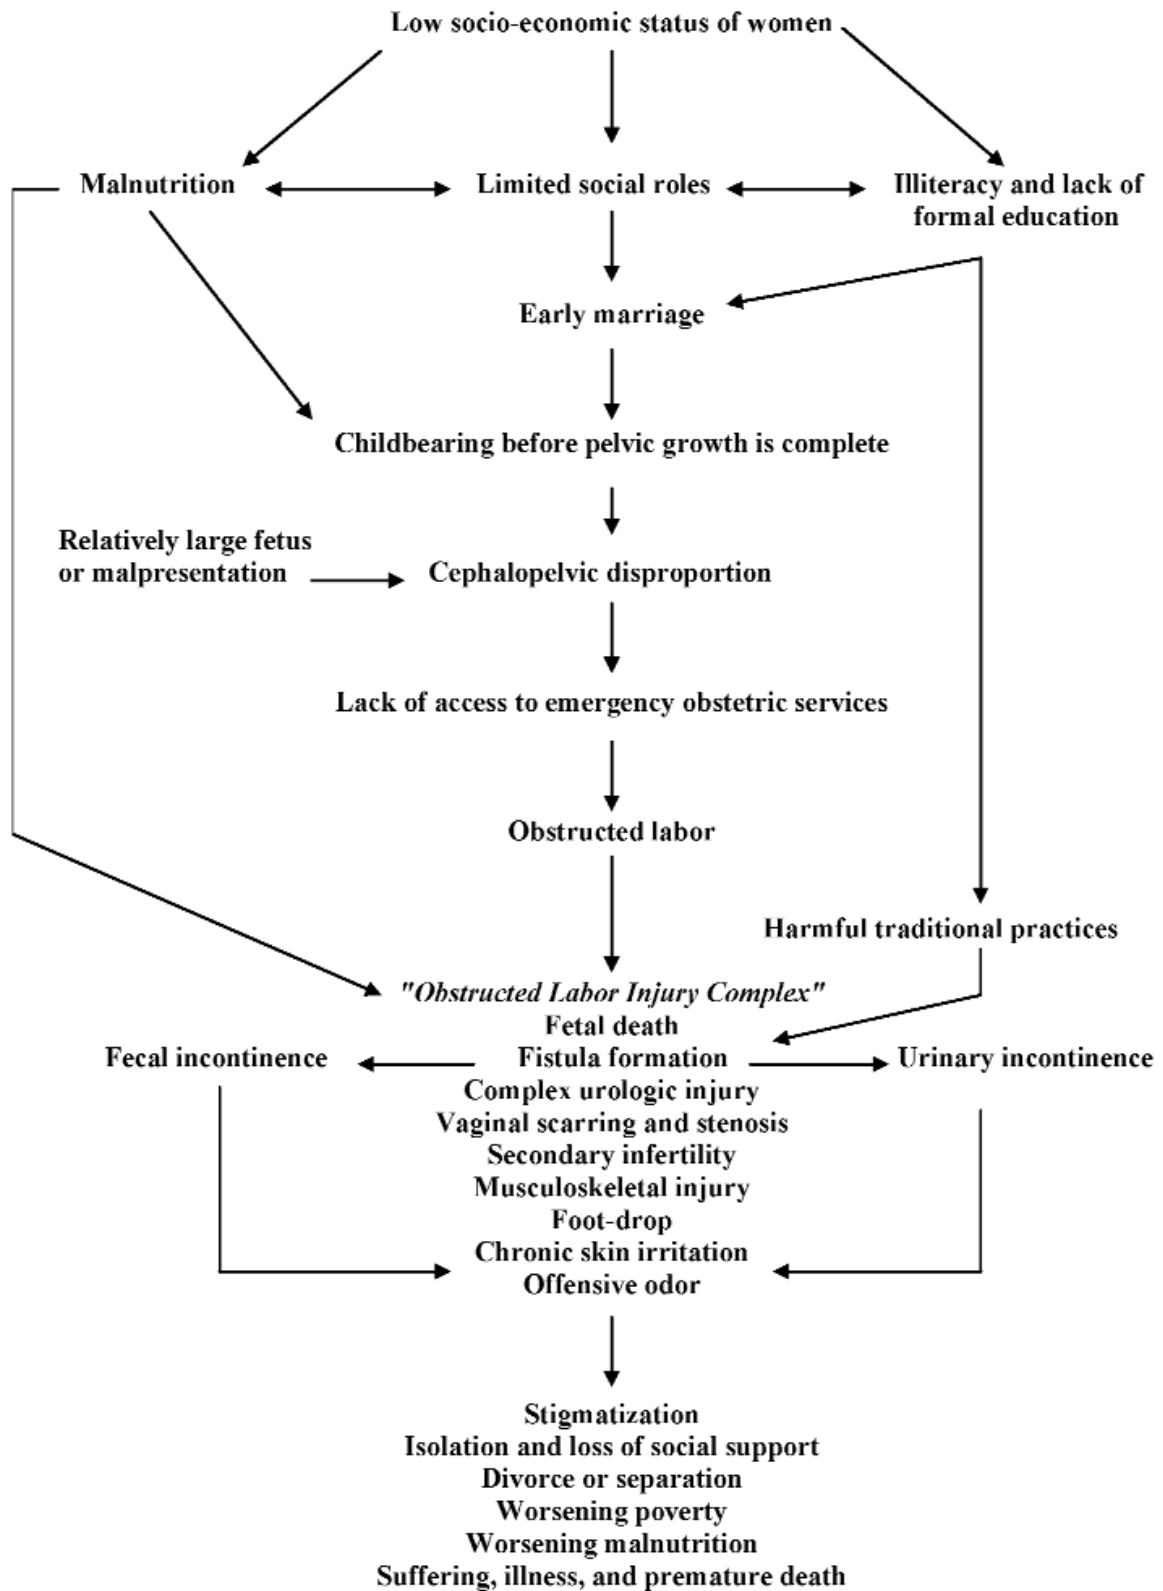 Low socio-economic status of women
Malnutrition
Limited social roles
Illiteracy and lack of
formal education
Early marriage
Childbearing before pelvic growth is complete
Relatively large fetus
or malpresentation
Cephalopelvic disproportion
Lack of access to emergency obstetric services
Obstructed labor
Harmful traditional practices
"Obstructed Labor Injury Complex"
Fetal death
Fecal incontinence
Fistula formation
Urinary incontinence
Complex urologic injury
Vaginal scarring and stenosis
Secondary infertility
Musculoskeletal injury
Foot-drop
Chronic skin irritation
Offensive odor
Stigmatization
Isolation and loss of social support
Divorce or separation
Worsening poverty
Worsening malnutrition
Suffering, illness, and premature death